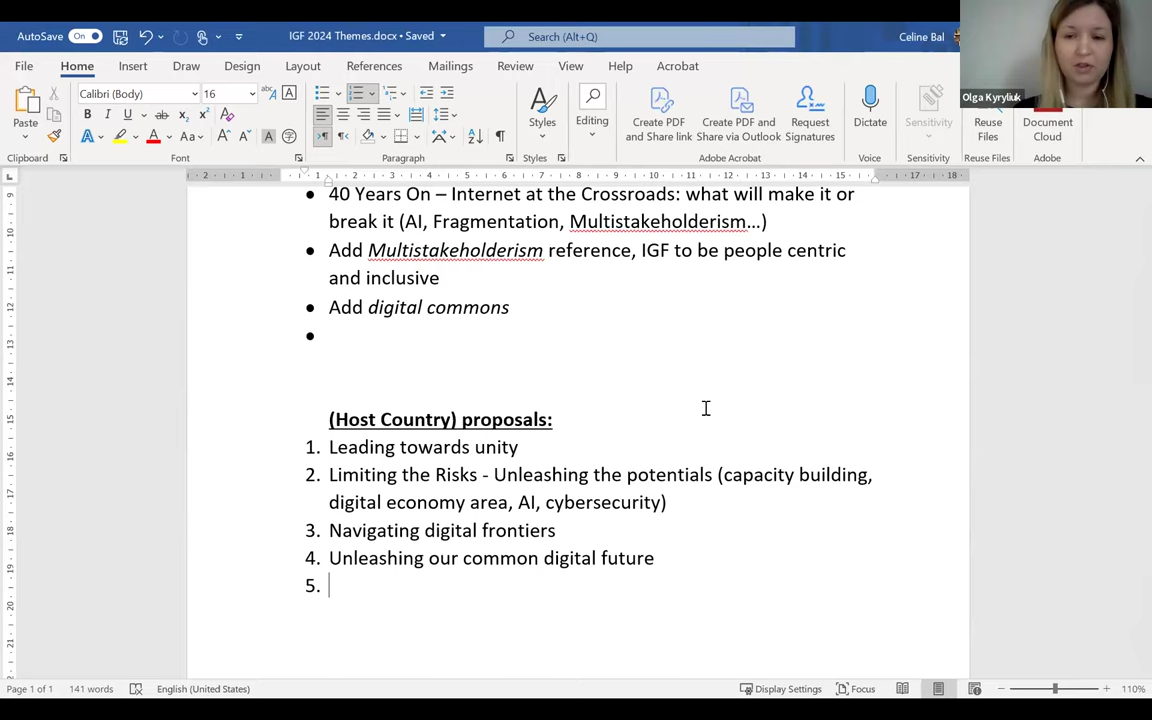 AutoSave
On
IGF 2024 Themes.docx • Saved
Search (Alt+Q)
Celine Bal
File
Home
Insert
Draw
Design
Layout
References
Mailings
Review
View
Help
Acrobat
Olga Kyryliuk
Paste
Calibri (Body)
16
Styles
Editing
Create PDF
and Share link
Create PDF and
Share via Outlook
Request
Signatures
Dictate
Sensitivity
Reuse
Files
Document
Cloud
Clipboard
Font
Paragraph
Styles
Adobe Acrobat
Voice
Sensitivity
Reuse Files
Adobe
• 40 Years On – Internet at the Crossroads: what will make it or
break it (AI, Fragmentation, Multistakeholderism…)
• Add Multistakeholderism reference, IGF to be people centric
and inclusive
• Add digital commons
•
(Host Country) proposals:
1. Leading towards unity
2. Limiting the Risks - Unleashing the potentials (capacity building,
digital economy area, AI, cybersecurity)
3. Navigating digital frontiers
4. Unleashing our common digital future
5.
Page 1 of 1
141 words
English (United States)
Display Settings
Focus
110%